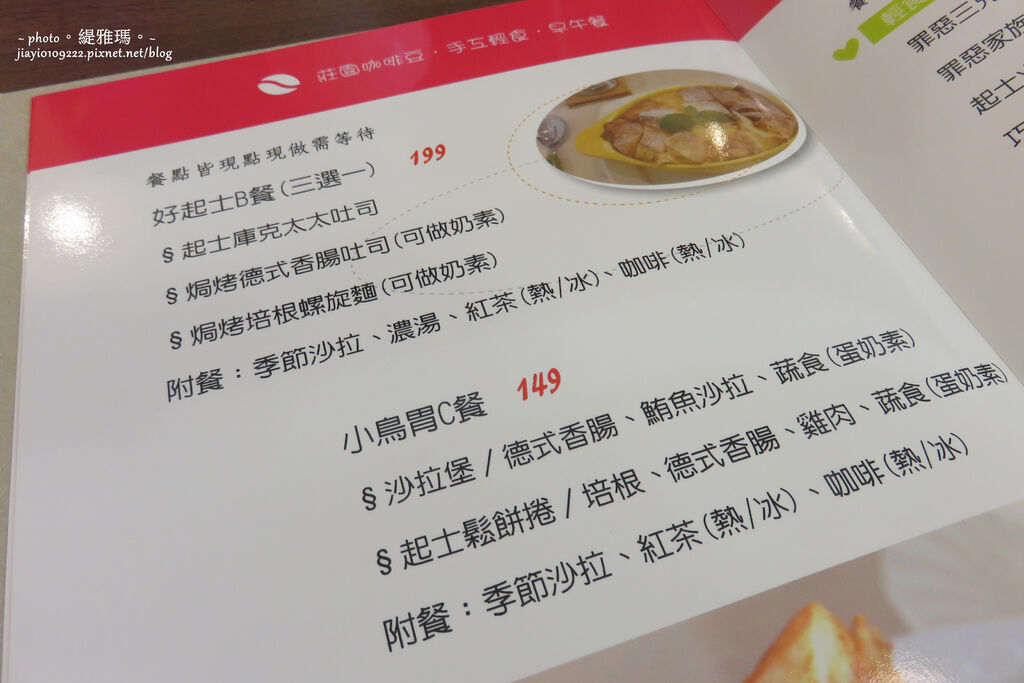 ~ photo。緹雅瑪。~
jiayio109222.pixnet.net/blog
莊園咖啡豆・手工輕食・早午餐
餐點皆現點現做需等待
好起士B餐(三選一) 199
§起士庫克太太吐司
§焗烤德式香腸吐司(可做奶素)
§焗烤培根螺旋麵(可做奶素)
附餐：季節沙拉、濃湯、紅茶(熱/冰)、咖啡(熱/冰)
小鳥胃C餐 149
§沙拉堡/德式香腸、鮪魚沙拉、蔬食(蛋奶素)
§起士鬆餅捲/培根、德式香腸、雞肉、蔬食(蛋奶素)
附餐：季節沙拉、紅茶(熱/冰)、咖啡(熱/冰)
輕食
罪惡三
罪惡家族
起士
巧